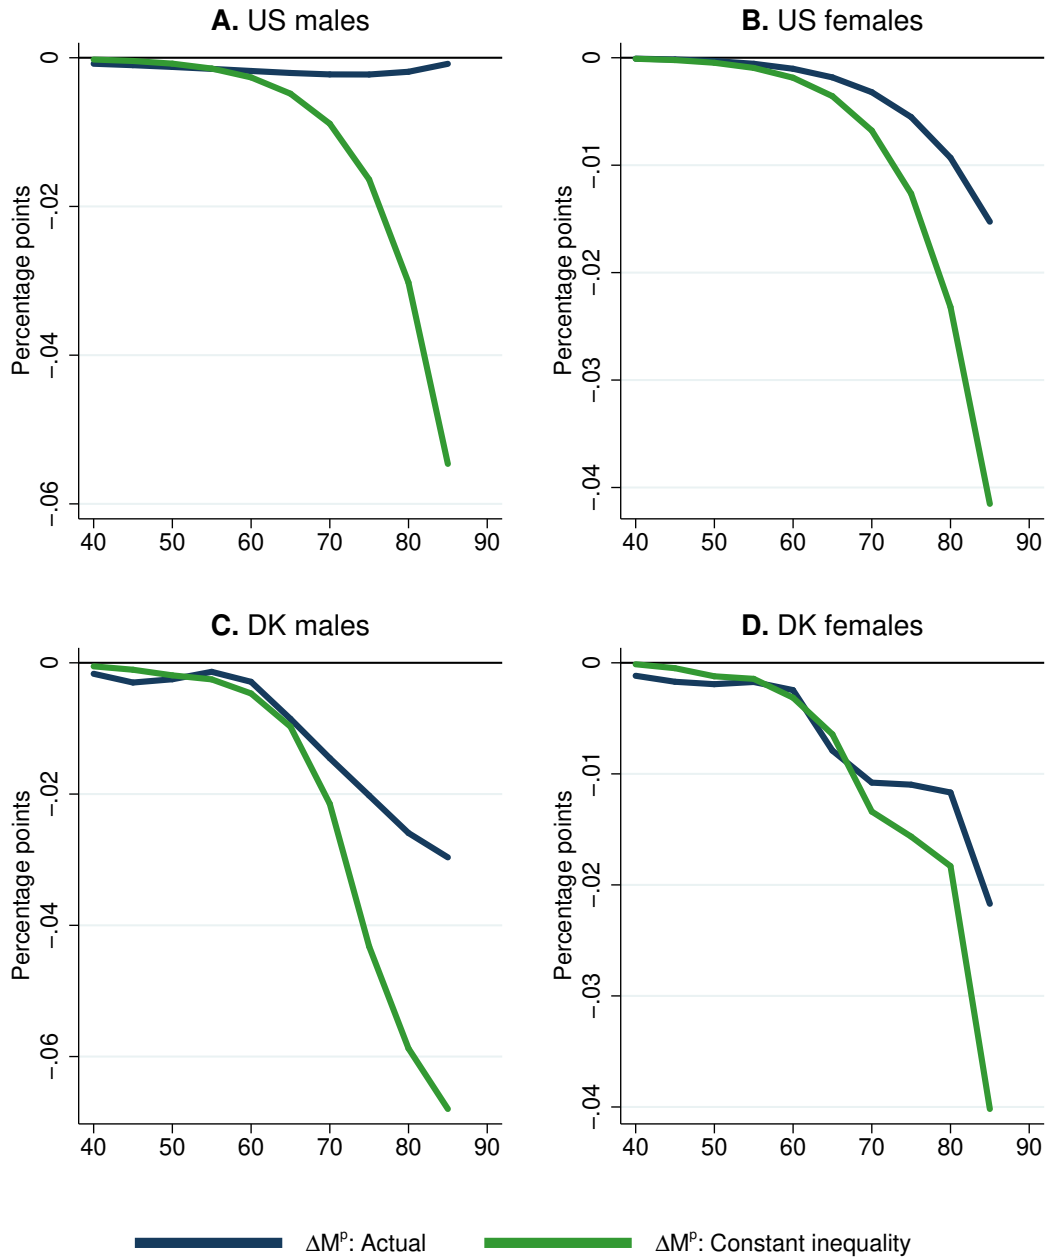 A. US males
B. US females
Percentage points
0
−.02
−.04
−.06
40 50 60 70 80 90
Percentage points
0
−.01
−.02
−.03
−.04
40 50 60 70 80 90
C. DK males
D. DK females
Percentage points
0
−.02
−.04
−.06
40 50 60 70 80 90
Percentage points
0
−.01
−.02
−.03
−.04
40 50 60 70 80 90
ΔMᵖ: Actual
ΔMᵖ: Constant inequality